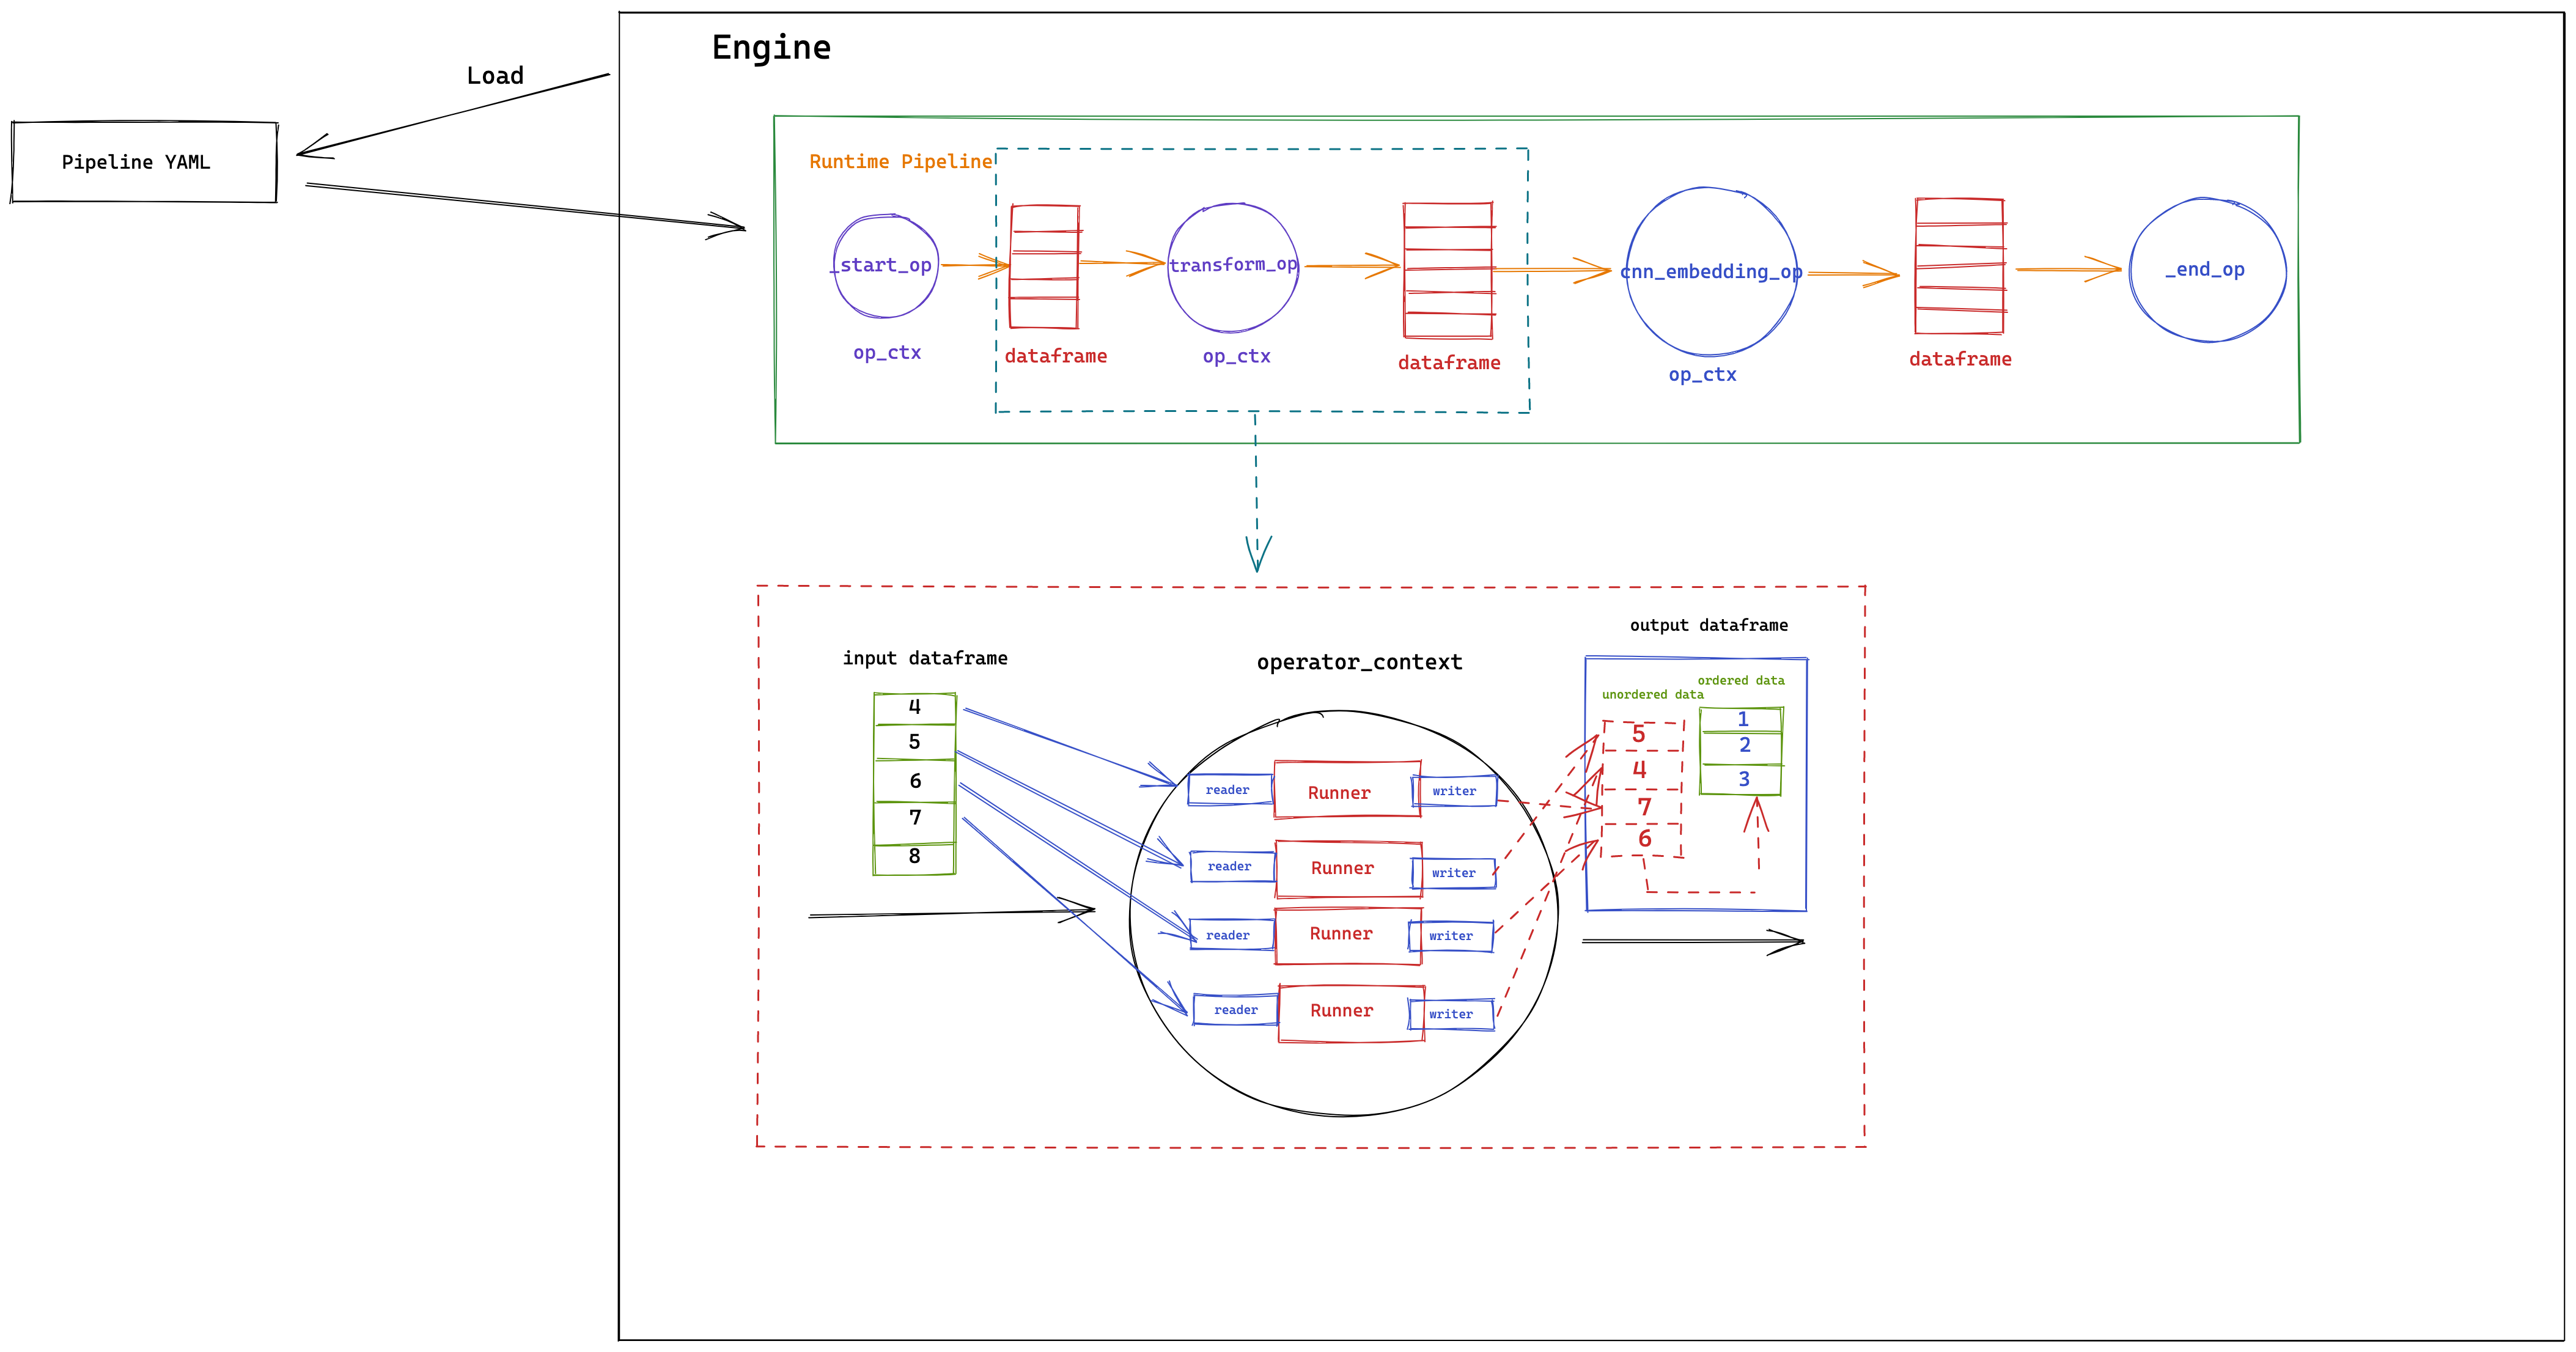 Engine
Load
Pipeline YAML
Runtime Pipeline
_start_op
transform_op
cnn_embedding_op
_end_op
op_ctx
dataframe
op_ctx
dataframe
op_ctx
dataframe
input dataframe
operator_context
output dataframe
unordered data
ordered data
4
5
6
7
8
reader
Runner
writer
reader
Runner
writer
reader
Runner
writer
reader
Runner
writer
5
4
7
6
1
2
3